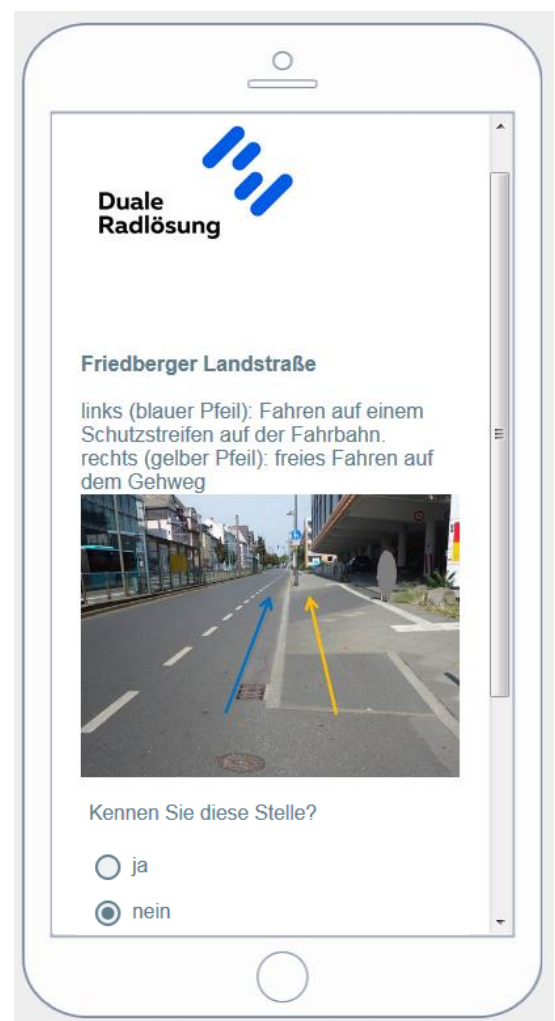 Duale
Radlösung
Friedberger Landstraße
links (blauer Pfeil): Fahren auf einem
Schutzstreifen auf der Fahrbahn.
rechts (gelber Pfeil): freies Fahren auf
dem Gehweg
Kennen Sie diese Stelle?
ja
nein